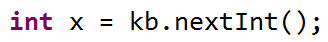 int x = kb.nextInt();